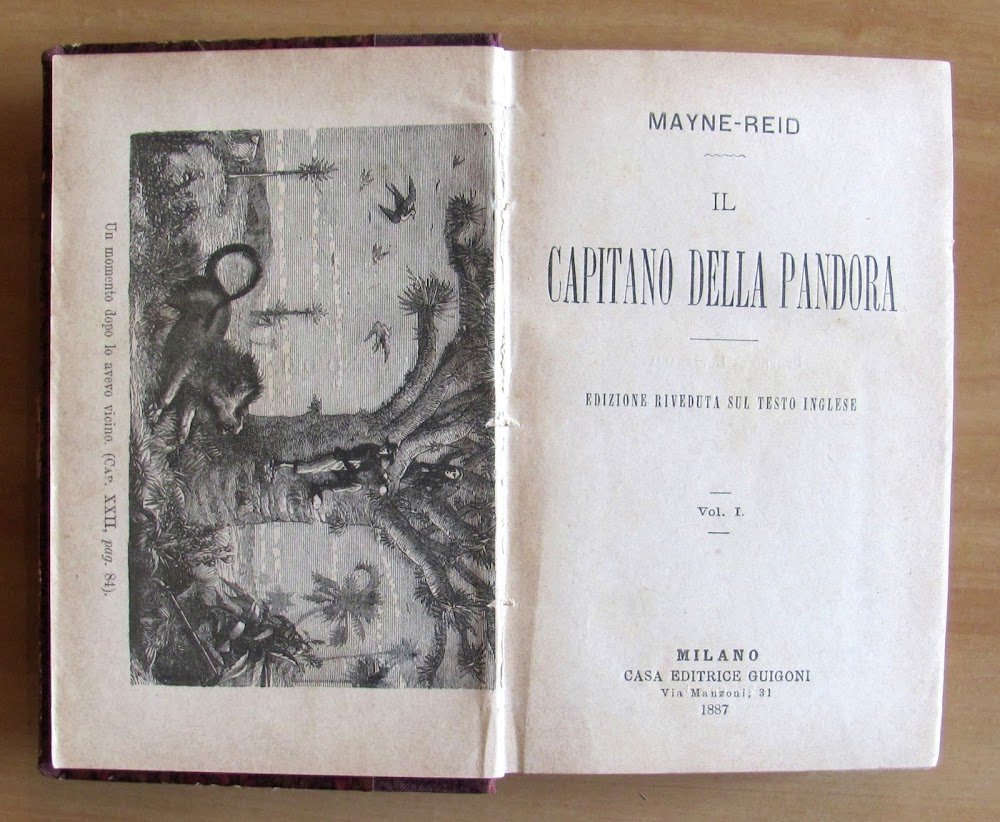 Un momento dopo lo avevo vicino. (CAP. XXII, pag. 84).
MAYNE-REID
IL
CAPITANO DELLA PANDORA
EDIZIONE RIVEDUTA SUL TESTO INGLESE
Vol. I.
MILANO
CASA EDITRICE GUIGONI
Via Manzoni, 31
1887